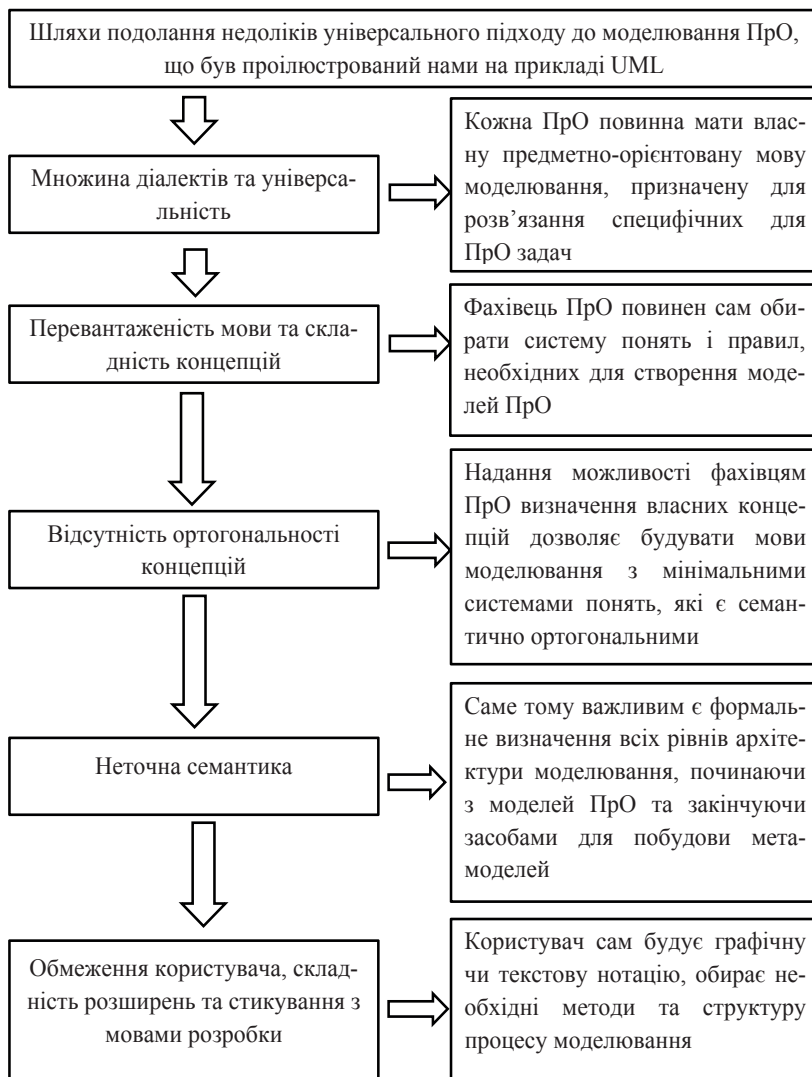 Шляхи подолання недоліків універсального підходу до моделювання ПрО,
що був проілюстрований нами на прикладі UML
Множина діалектів та універса-
льність
Кожна ПрО повинна мати влас-
ну предметно-орієнтовану мову
моделювання, призначену для
розв’язання специфічних для
ПрО задач
Перевантаженість мови та скла-
дність концепцій
Фахівець ПрО повинен сам оби-
рати систему понять і правил,
необхідних для створення моде-
лей ПрО
Відсутність ортогональності
концепцій
Надання можливості фахівцям
ПрО визначення власних конце-
пцій дозволяє будувати мови
моделювання з мінімальними
системами понять, які є семан-
тично ортогональними
Неточна семантика
Саме тому важливим є формаль-
не визначення всіх рівнів архіте-
ктури моделювання, починаючи
з моделей ПрО та закінчуючи
засобами для побудови мета-
моделей
Обмеження користувача, склад-
ність розширень та стикування з
мовами розробки
Користувач сам будує графічну
чи текстову нотацію, обирає не-
обхідні методи та структуру
процесу моделювання